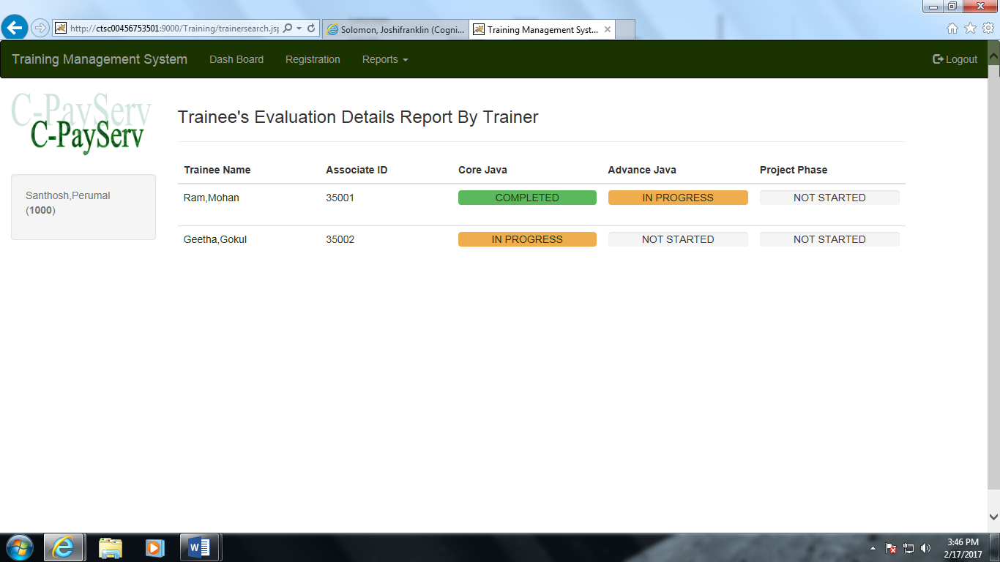 http://ctsc00456753501:9000/Training/trainersearch.jsp
Solomon, Joshifranklin (Cogni...
Training Management Syst...
Training Management System Dash Board Registration Reports Logout
C-PayServ
C-PayServ
Trainee's Evaluation Details Report By Trainer
Santhosh,Perumal
(1000)
Trainee Name Associate ID Core Java Advance Java Project Phase
Ram,Mohan 35001 COMPLETED IN PROGRESS NOT STARTED
Geetha,Gokul 35002 IN PROGRESS NOT STARTED NOT STARTED
3:46 PM
2/17/2017